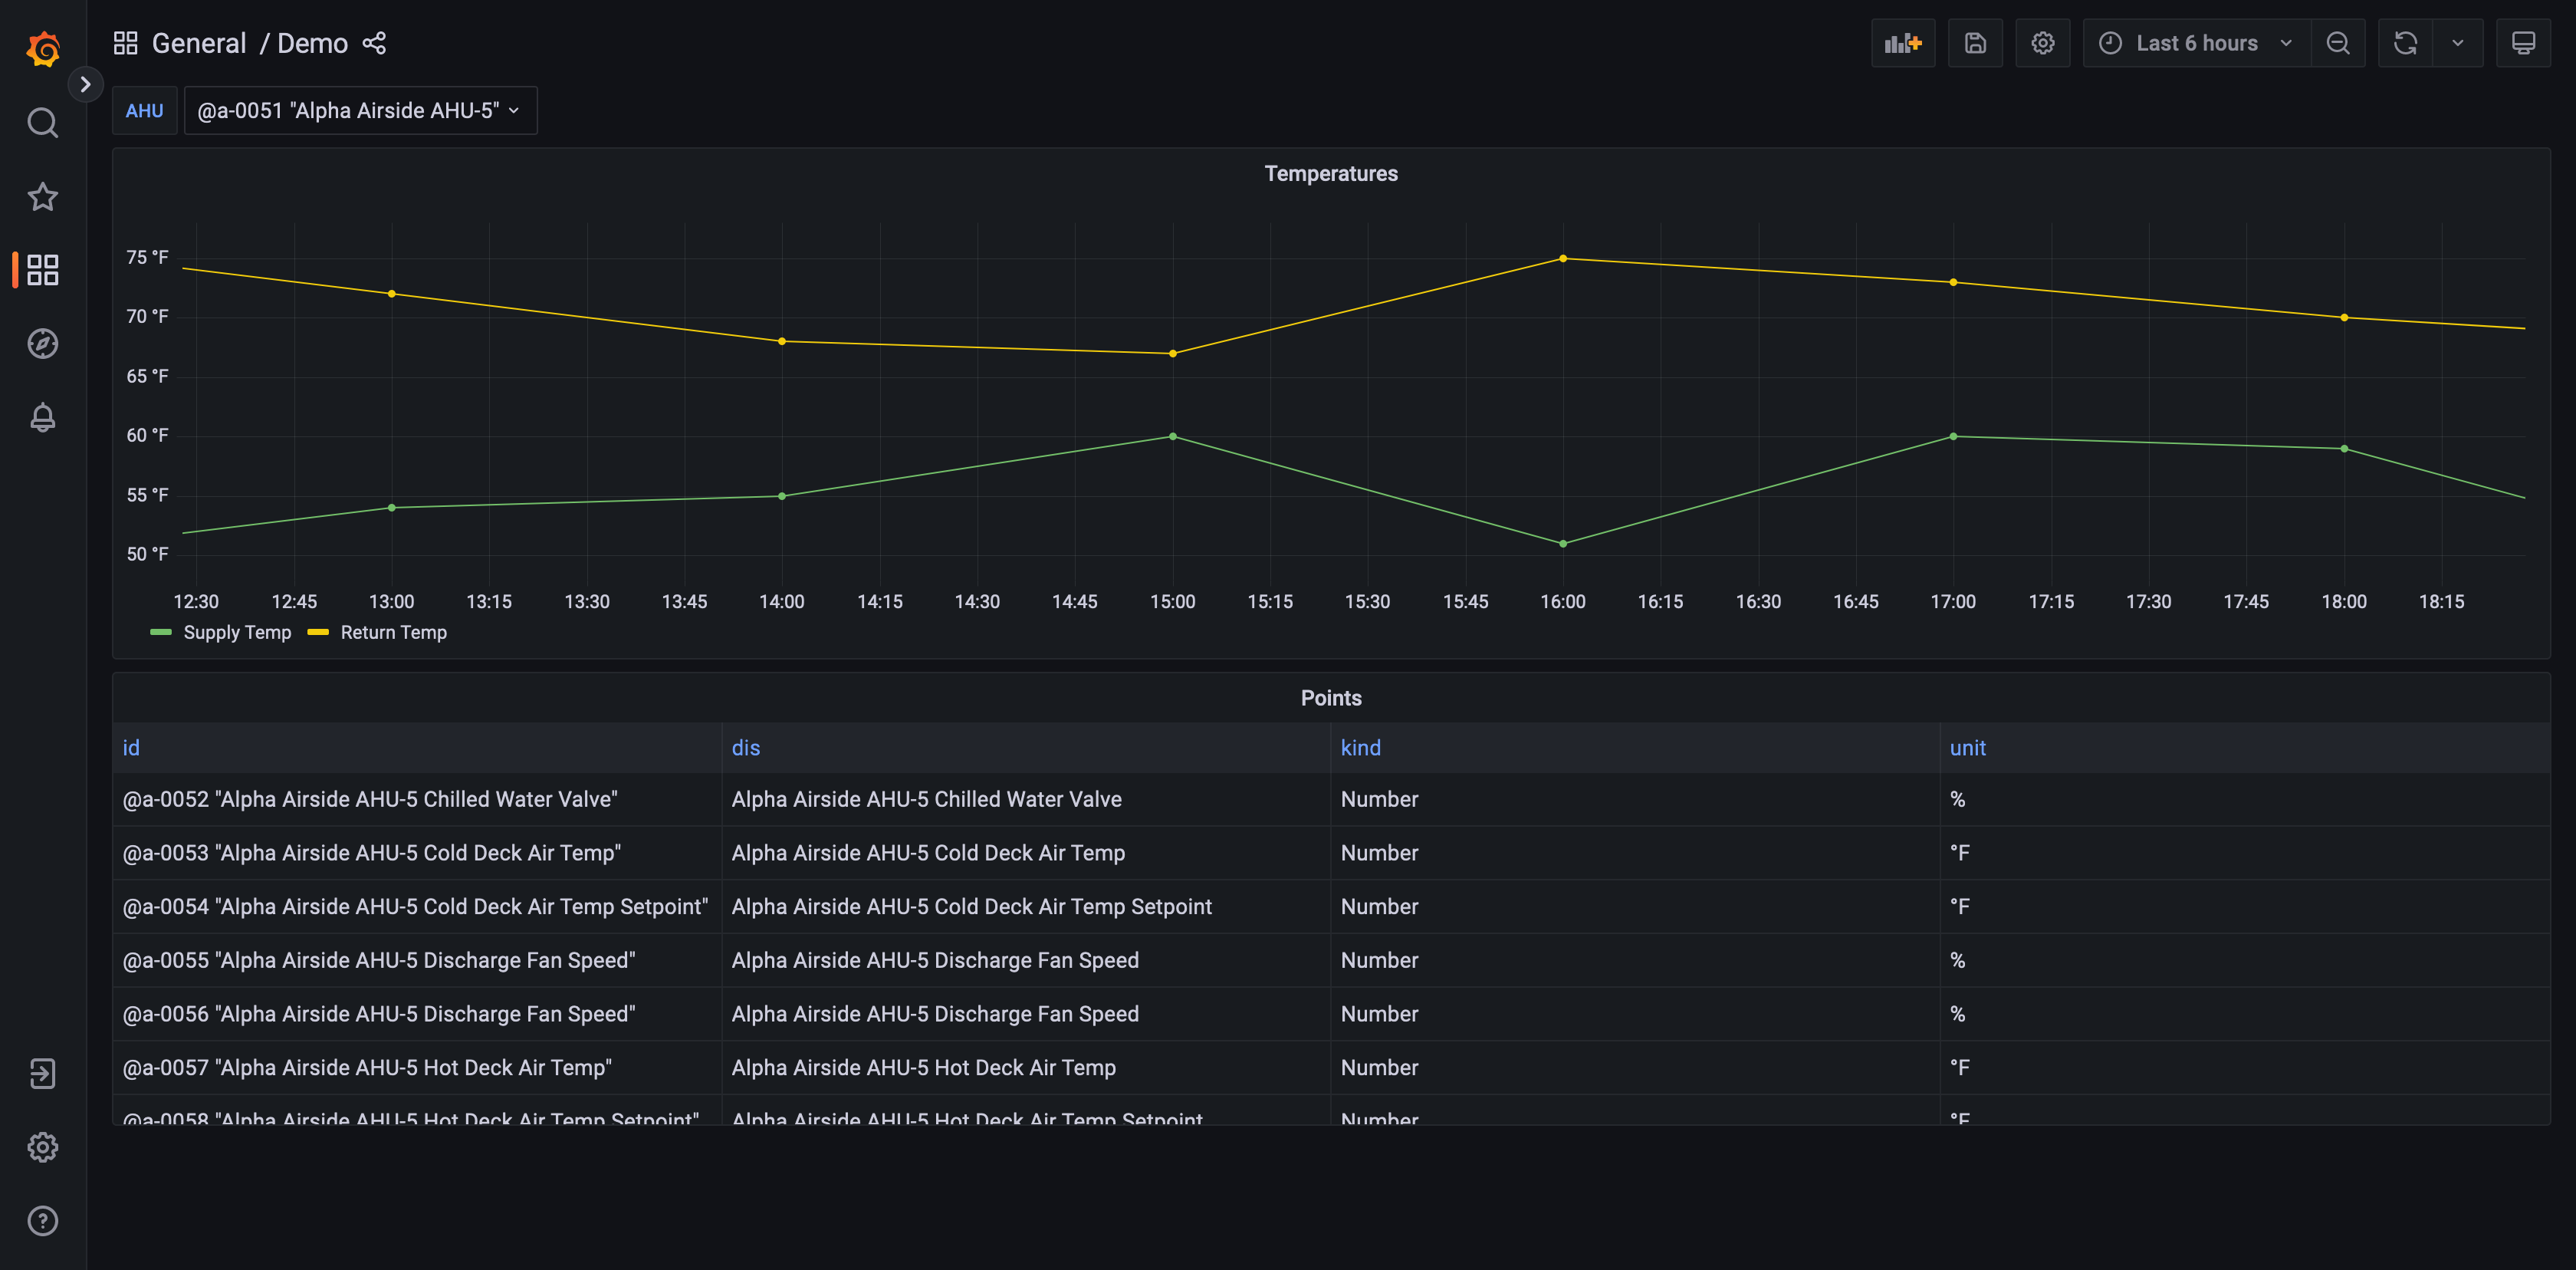 General / Demo
Last 6 hours
AHU @a-0051 "Alpha Airside AHU-5"
Temperatures
75 °F
70 °F
65 °F
60 °F
55 °F
50 °F
12:30 12:45 13:00 13:15 13:30 13:45 14:00 14:15 14:30 14:45 15:00 15:15 15:30 15:45 16:00 16:15 16:30 16:45 17:00 17:15 17:30 17:45 18:00 18:15
Supply Temp Return Temp
Points
id dis kind unit
@a-0052 "Alpha Airside AHU-5 Chilled Water Valve" Alpha Airside AHU-5 Chilled Water Valve Number %
@a-0053 "Alpha Airside AHU-5 Cold Deck Air Temp" Alpha Airside AHU-5 Cold Deck Air Temp Number °F
@a-0054 "Alpha Airside AHU-5 Cold Deck Air Temp Setpoint" Alpha Airside AHU-5 Cold Deck Air Temp Setpoint Number °F
@a-0055 "Alpha Airside AHU-5 Discharge Fan Speed" Alpha Airside AHU-5 Discharge Fan Speed Number %
@a-0056 "Alpha Airside AHU-5 Discharge Fan Speed" Alpha Airside AHU-5 Discharge Fan Speed Number %
@a-0057 "Alpha Airside AHU-5 Hot Deck Air Temp" Alpha Airside AHU-5 Hot Deck Air Temp Number °F
@a-0058 "Alpha Airside AHU-5 Hot Deck Air Temp Setpoint" Alpha Airside AHU-5 Hot Deck Air Temp Setpoint Number °F